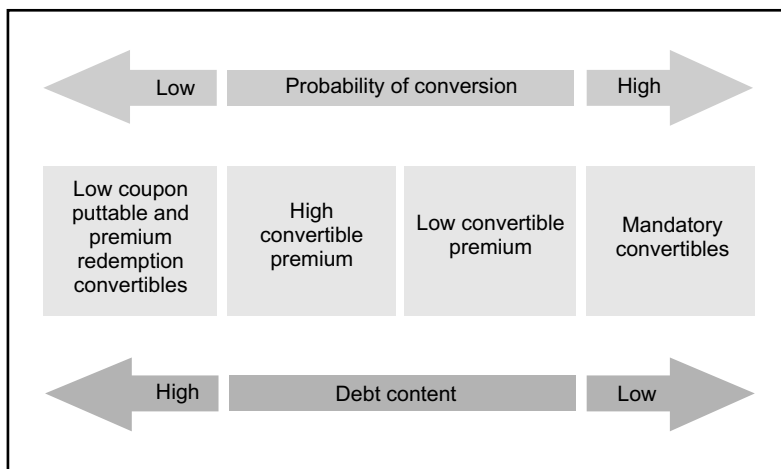 Low
Probability of conversion
High
Low coupon
puttable and
premium
redemption
convertibles
High
convertible
premium
Low convertible
premium
Mandatory
convertibles
High
Debt content
Low